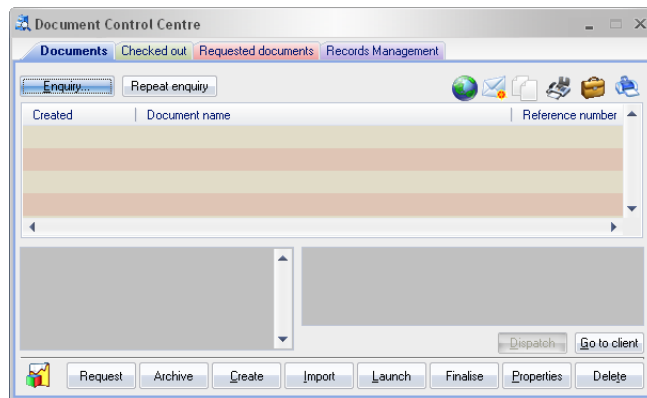 Document Control Centre
Documents Checked out Requested documents Records Management
Enquiry... Repeat enquiry
Created Document name Reference number
Dispatch Go to client
Request Archive Create Import Launch Finalise Properties Delete